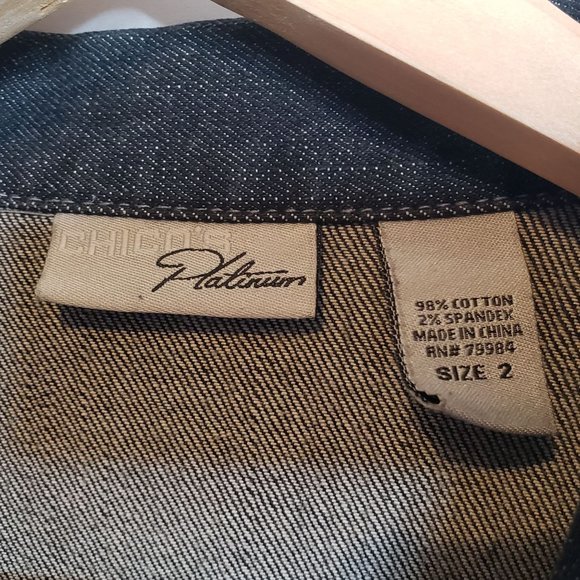 CHICO'S
Platinum
98% COTTON
2% SPANDEX
MADE IN CHINA
RN# 79984
SIZE 2